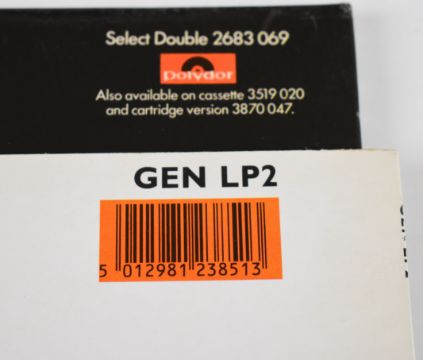 Select Double 2683 069
polydor
Also available on cassette 3519 020
and cartridge version 3870 047.
GEN LP2
5 012981 238513